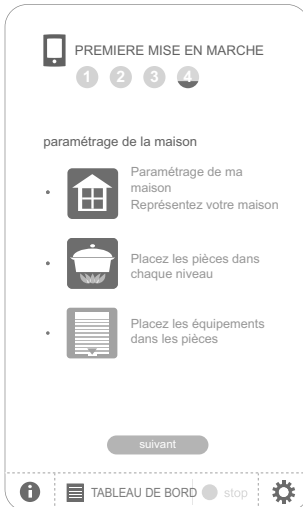 PREMIERE MISE EN MARCHE
1 2 3 4
paramétrage de la maison
Paramétrage de ma
maison
Représentez votre maison
Placez les pièces dans
chaque niveau
Placez les équipements
dans les pièces
suivant
i TABLEAU DE BORD stop